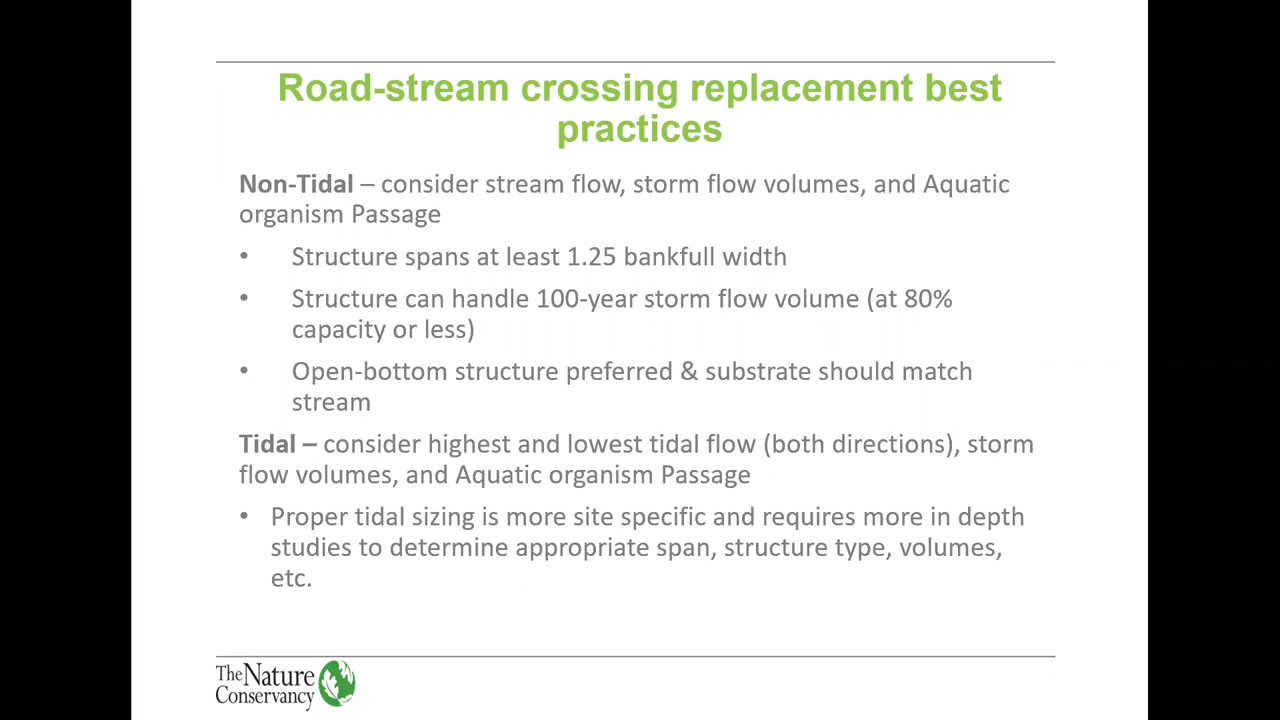 Road-stream crossing replacement best
practices
Non-Tidal – consider stream flow, storm flow volumes, and Aquatic
organism Passage
• Structure spans at least 1.25 bankfull width
• Structure can handle 100-year storm flow volume (at 80%
capacity or less)
• Open-bottom structure preferred & substrate should match
stream
Tidal – consider highest and lowest tidal flow (both directions), storm
flow volumes, and Aquatic organism Passage
• Proper tidal sizing is more site specific and requires more in depth
studies to determine appropriate span, structure type, volumes,
etc.
The Nature
Conservancy